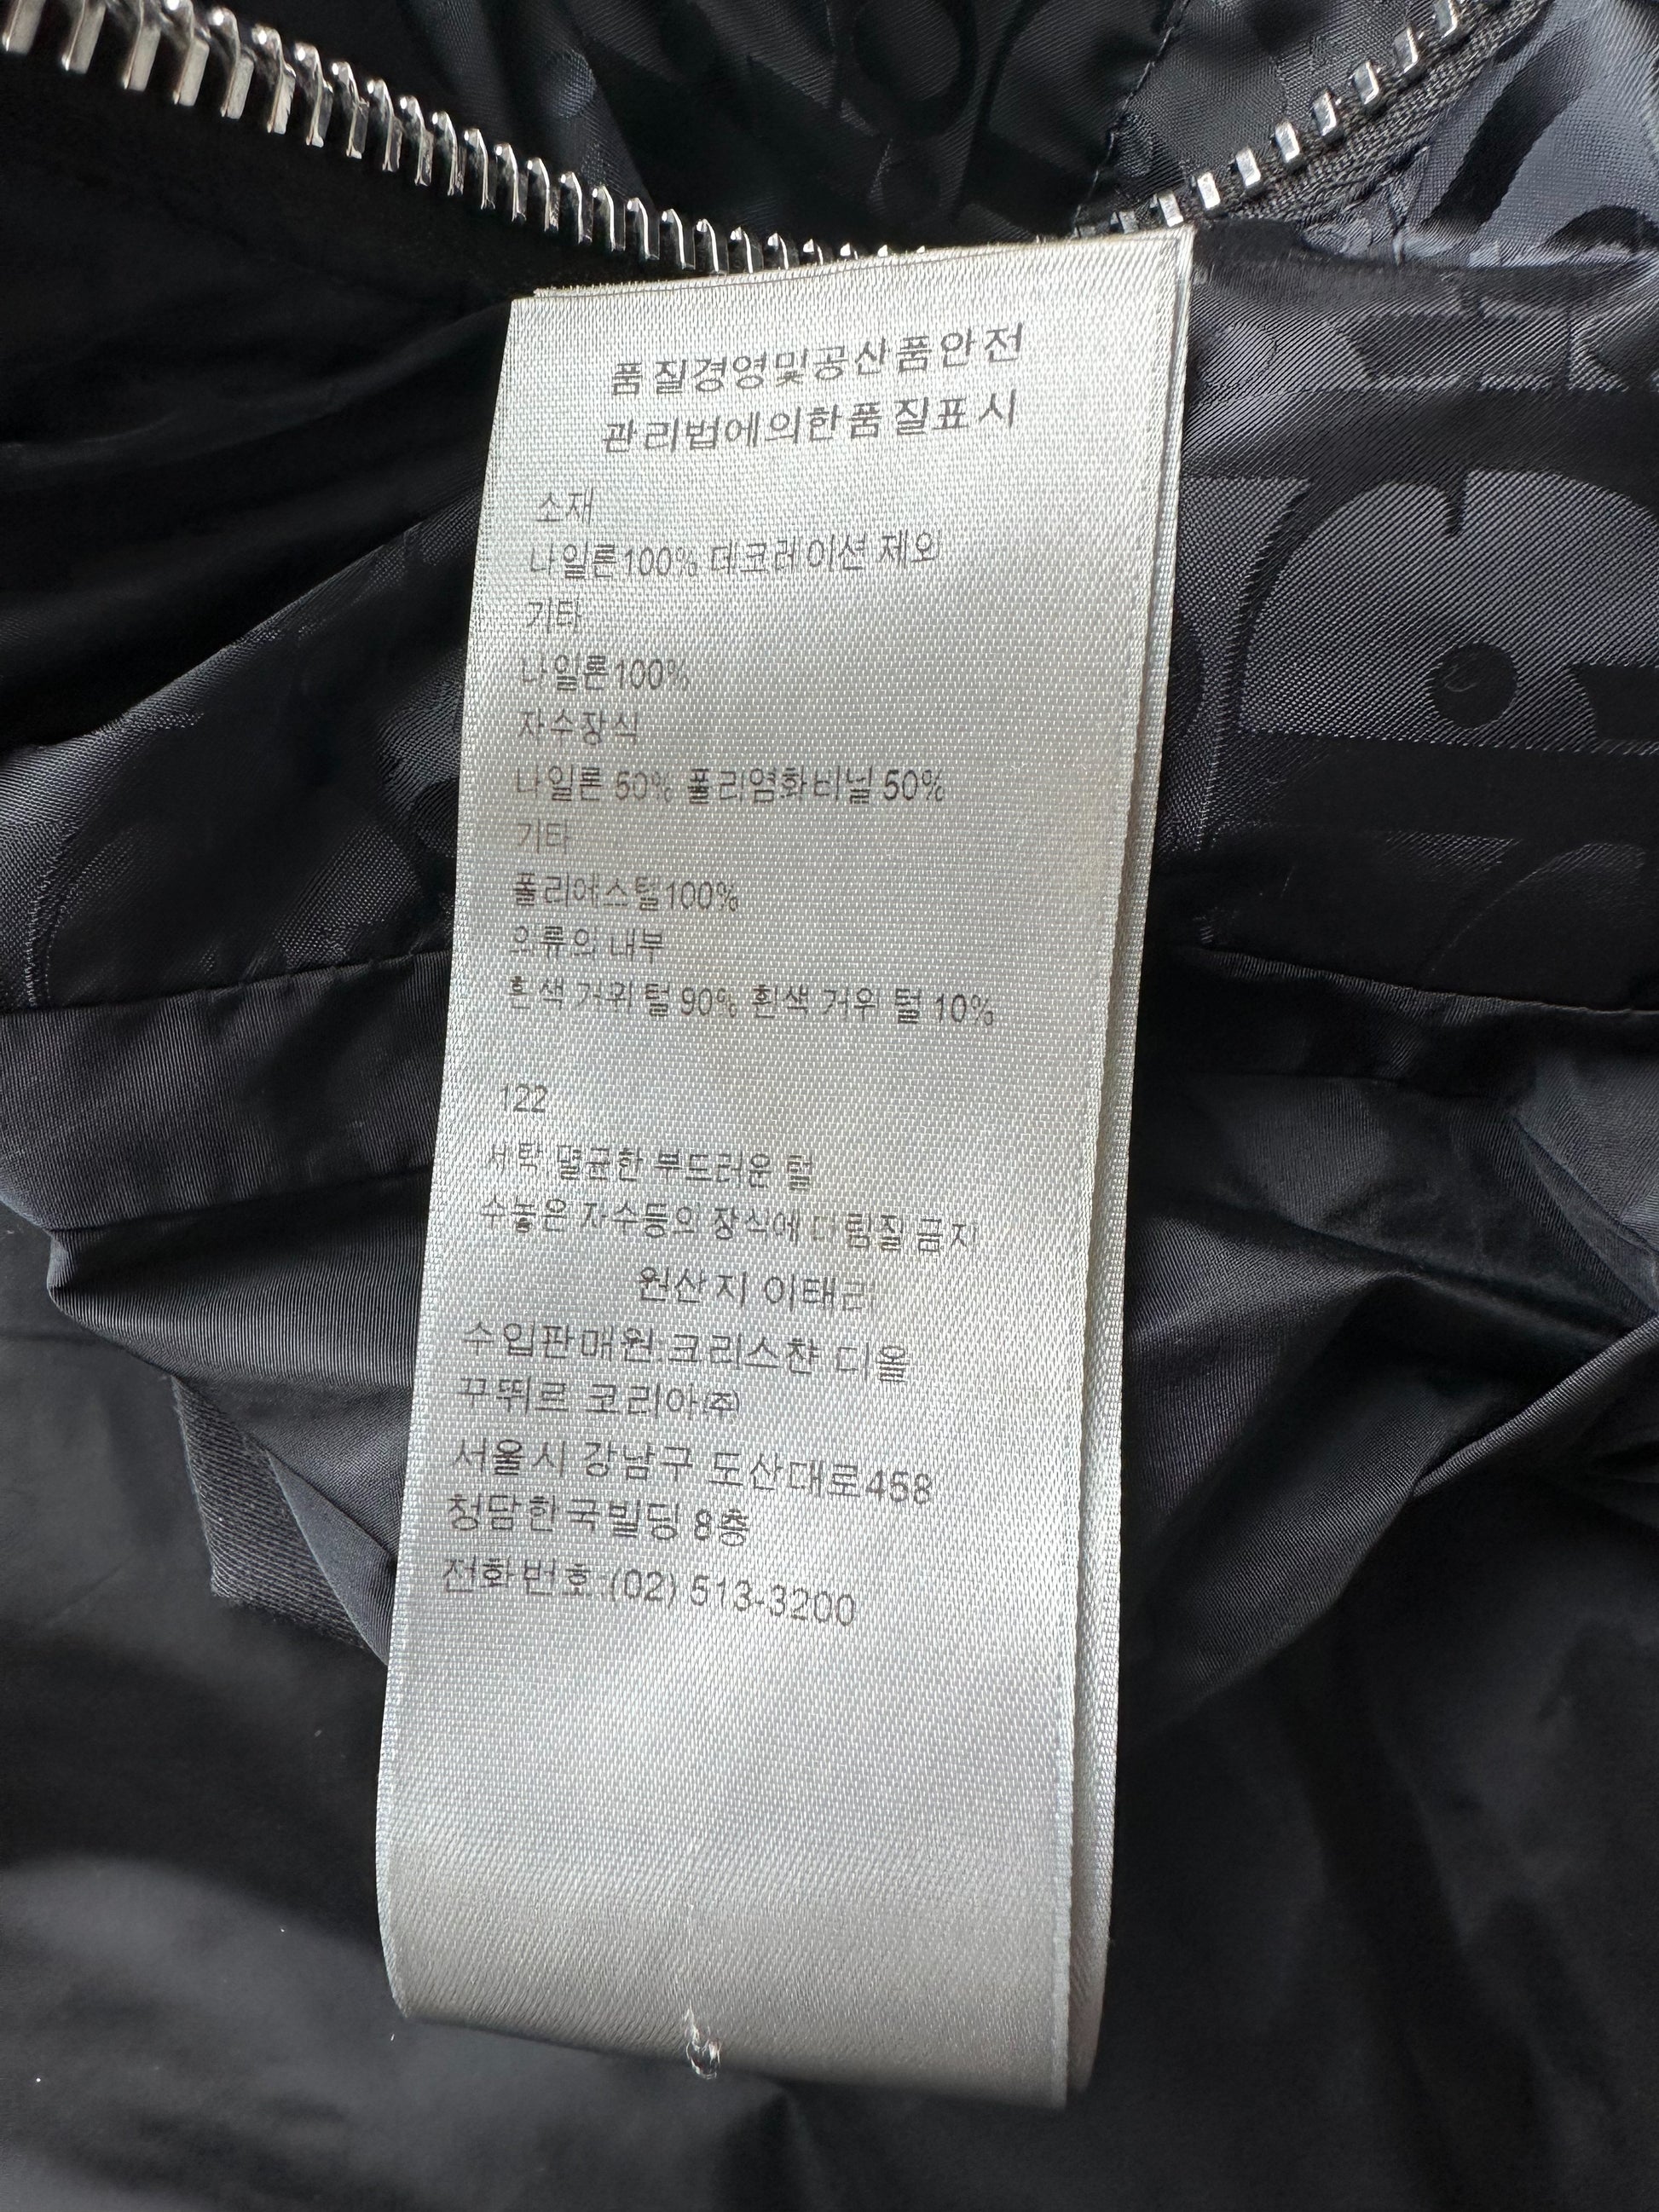 품질경영및공산품안전
관리법에의한품질표시
소재
나일론100% 데코레이션 제외
기타
나일론100%
자수장식
나일론 50% 폴리염화비닐 50%
기타
폴리에스텔100%
의류의 내부
흰색 거위 털 90% 흰색 거위 털 10%
122
세탁,멸균한 부드러운 털
수놓은 자수등의 장식에 다림질 금지
원산지 이태리
수입판매원:크리스챤 디올
꾸뛰르 코리아㈜
서울시 강남구 도산대로458
청담한국빌딩 8층
전화번호:(02) 513-3200